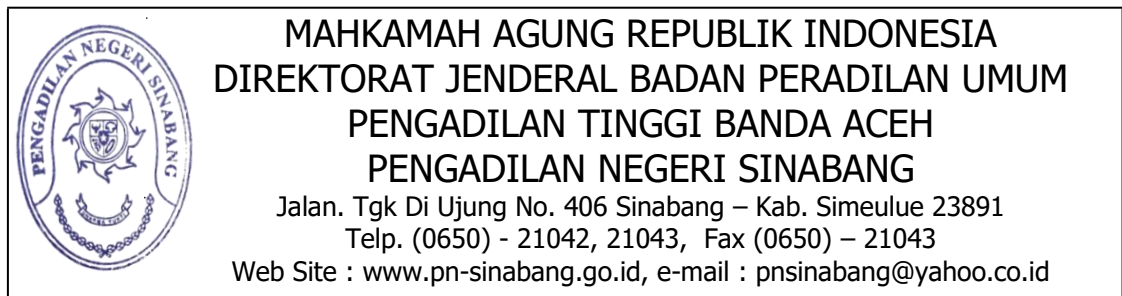 PENGADILAN NEGERI SINABANG
MAHKAMAH AGUNG REPUBLIK INDONESIA
DIREKTORAT JENDERAL BADAN PERADILAN UMUM
PENGADILAN TINGGI BANDA ACEH
PENGADILAN NEGERI SINABANG
Jalan. Tgk Di Ujung No. 406 Sinabang – Kab. Simeulue 23891
Telp. (0650) - 21042, 21043, Fax (0650) – 21043
Web Site : www.pn-sinabang.go.id, e-mail : pnsinabang@yahoo.co.id